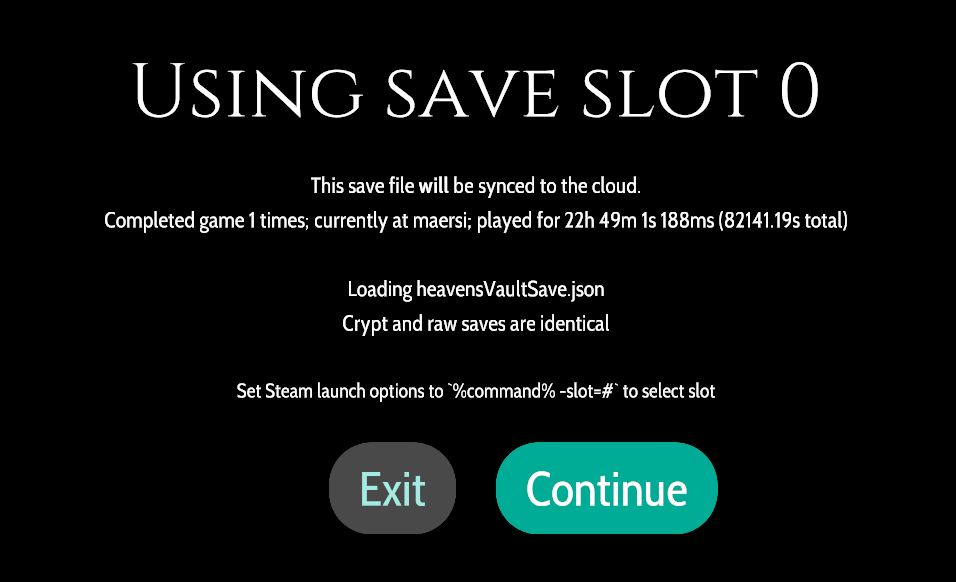 Using save slot 0
This save file will be synced to the cloud.
Completed game 1 times; currently at maersi; played for 22h 49m 1s 188ms (82141.19s total)
Loading heavensVaultSave.json
Crypt and raw saves are identical
Set Steam launch options to `%command% -slot=#` to select slot
Exit
Continue